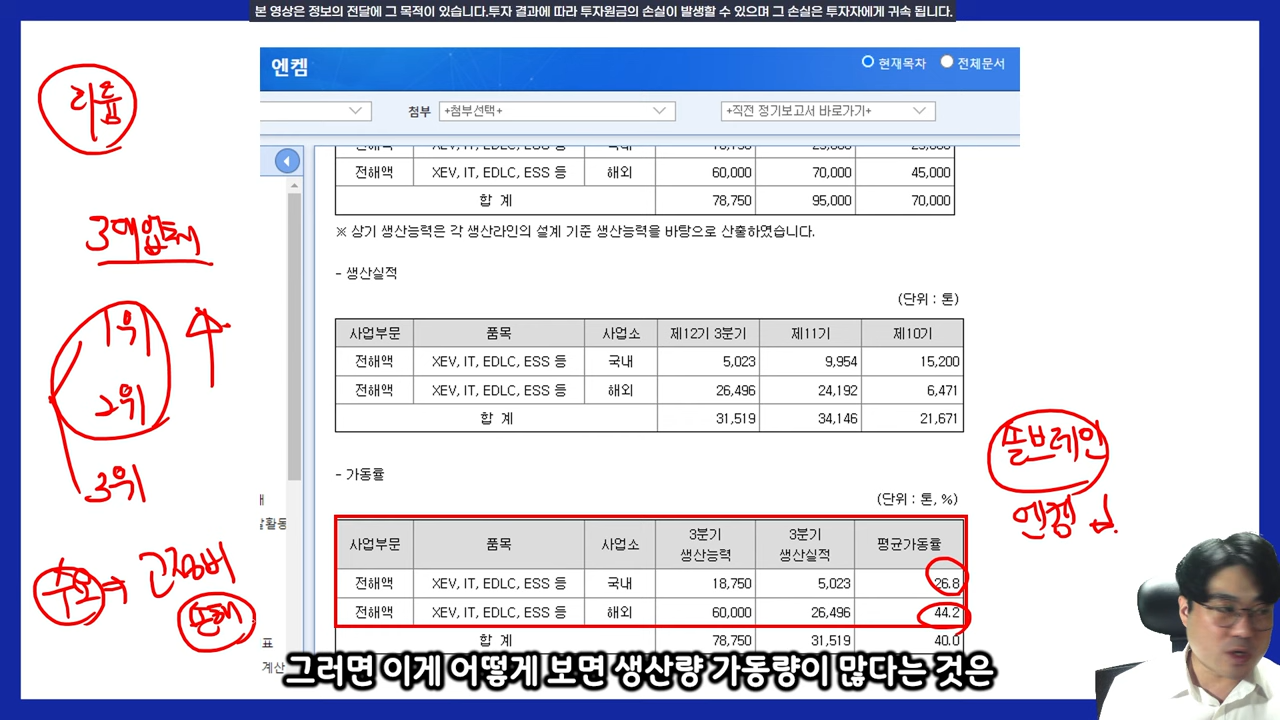 본 영상은 정보의 전달에 그 목적이 있습니다.투자 결과에 따라 투자원금의 손실이 발생할 수 있으며 그 손실은 투자자에게 귀속 됩니다.
엔켐
현재목차 전체문서
첨부 +첨부선택+ +직전 정기보고서 바로가기+
리튬
전해액 XEV, IT, EDLC, ESS 등 해외 60,000 70,000 45,000
합 계 78,750 95,000 70,000
※ 상기 생산능력은 각 생산라인의 설계 기준 생산능력을 바탕으로 산출하였습니다.
3대업체
- 생산실적
(단위 : 톤)
사업부문 품목 사업소 제12기 3분기 제11기 제10기
전해액 XEV, IT, EDLC, ESS 등 국내 5,023 9,954 15,200
전해액 XEV, IT, EDLC, ESS 등 해외 26,496 24,192 6,471
합 계 31,519 34,146 21,671
1위
2위
3위
- 가동률
(단위 : 톤, %)
사업부문 품목 사업소 3분기 생산능력 3분기 생산실적 평균가동률
전해액 XEV, IT, EDLC, ESS 등 국내 18,750 5,023 26.8
전해액 XEV, IT, EDLC, ESS 등 해외 60,000 26,496 44.2
합 계 78,750 31,519 40.0
솔브레인
엔켐
수요 → 고정비
손해
표
계산
그러면 이게 어떻게 보면 생산량 가동량이 많다는 것은